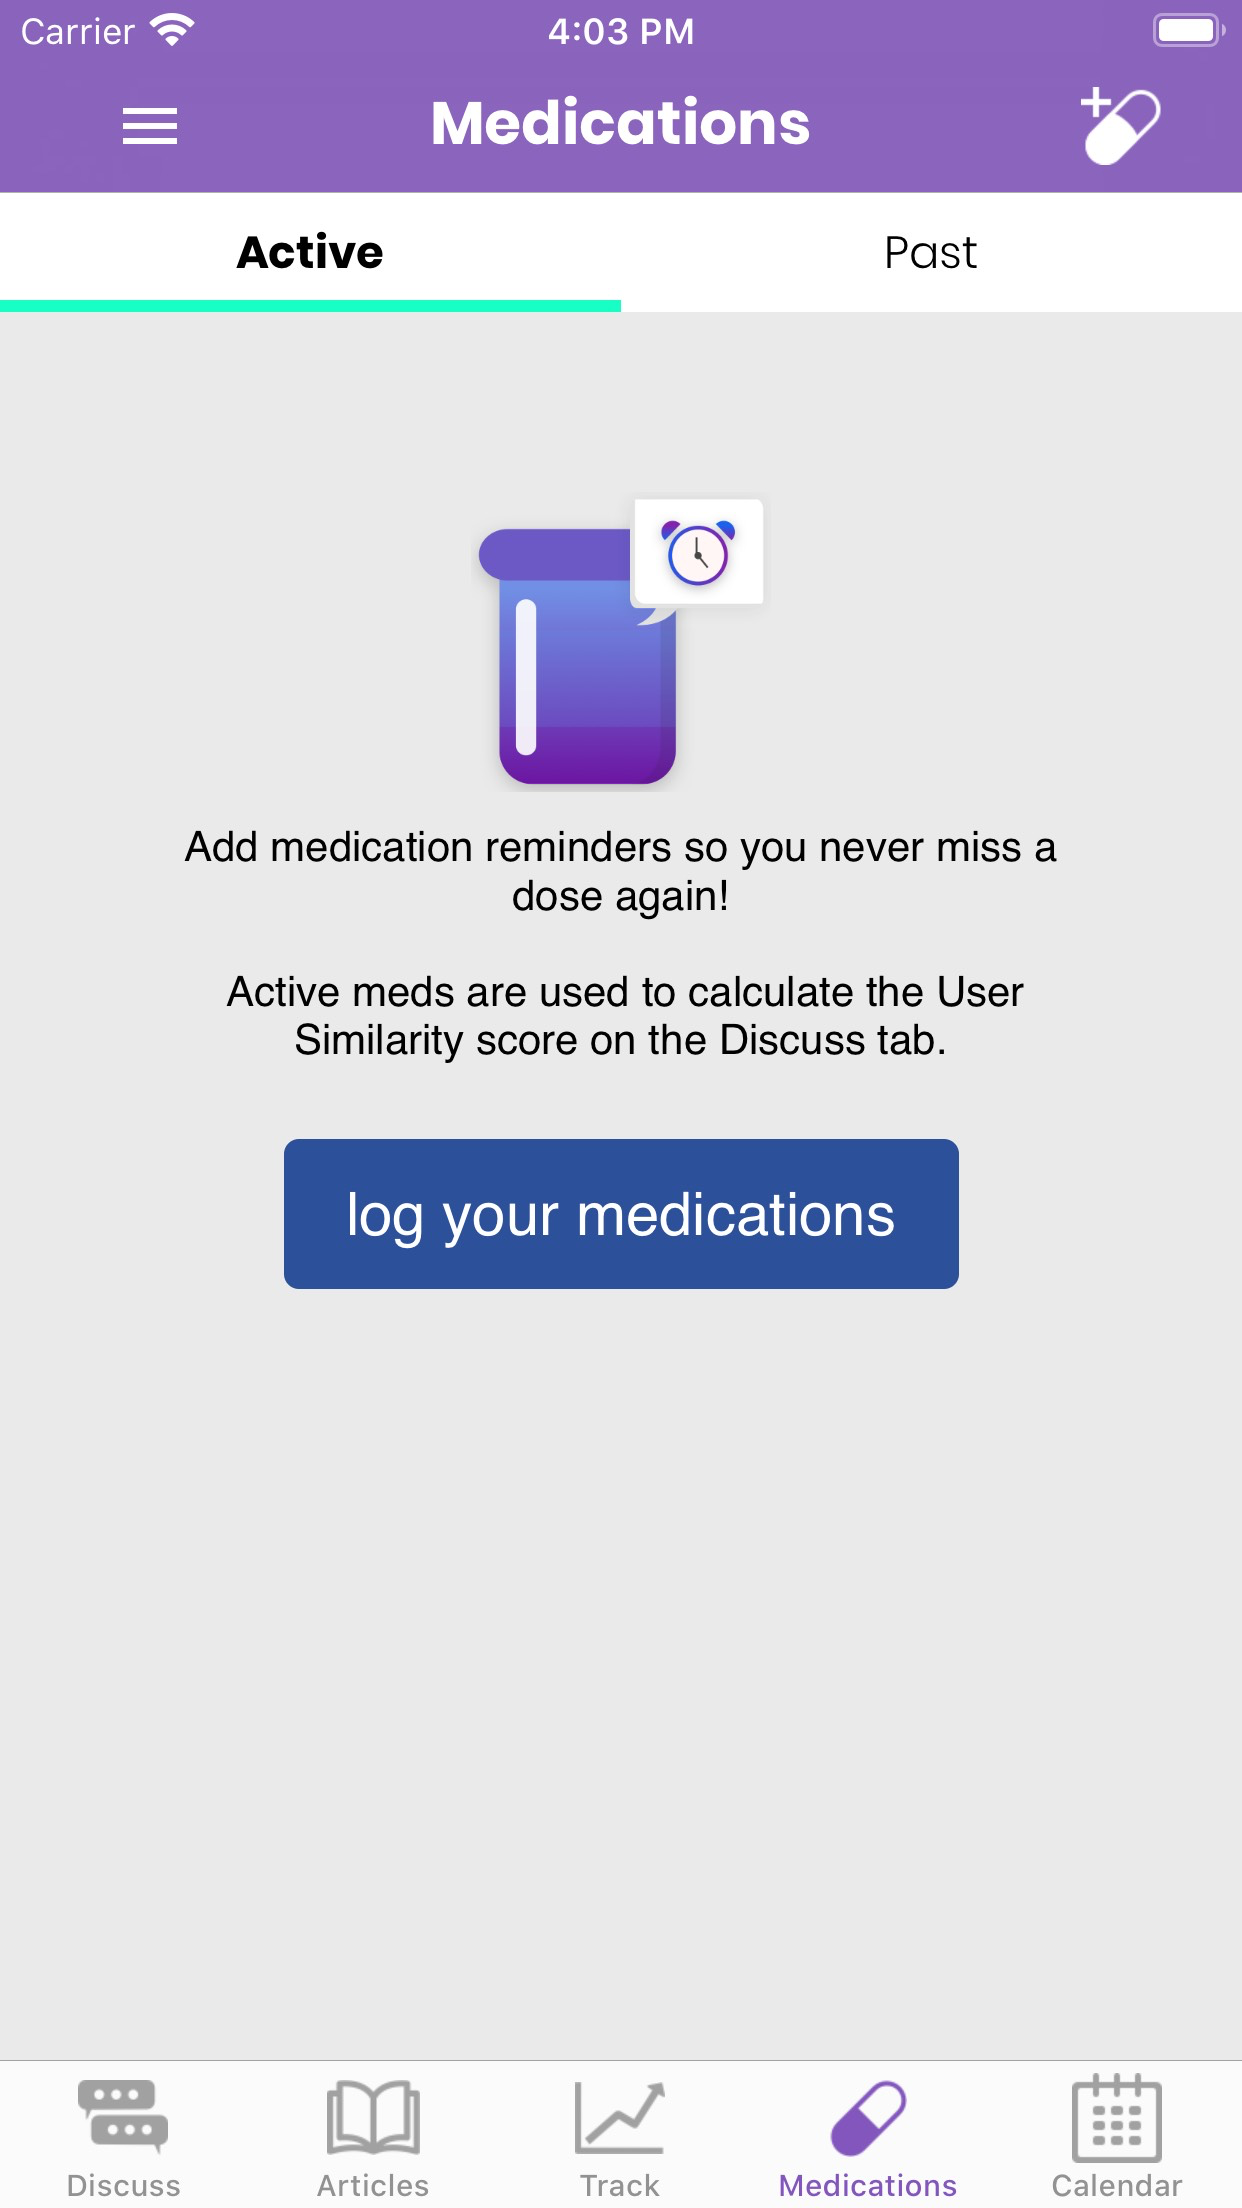 Carrier 4:03 PM
Medications
Active Past
Add medication reminders so you never miss a
dose again!
Active meds are used to calculate the User
Similarity score on the Discuss tab.
log your medications
Discuss Articles Track Medications Calendar